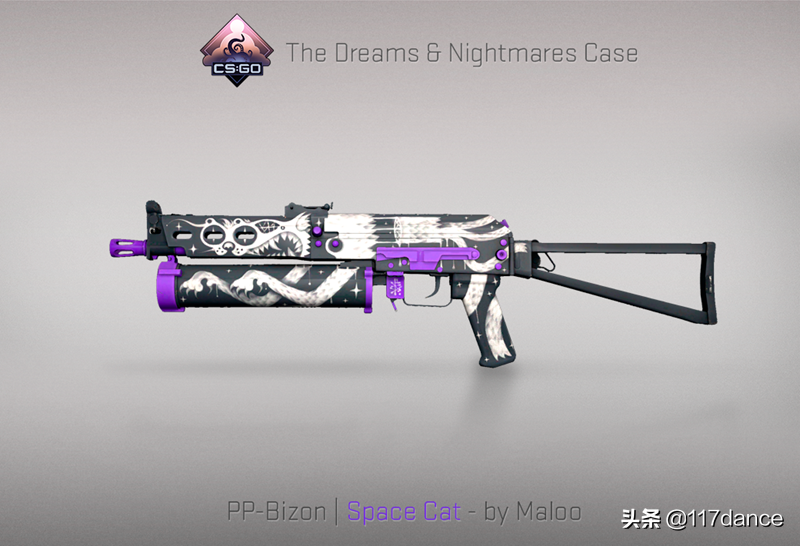 CS:GO
The Dreams & Nightmares Case
PP-Bizon | Space Cat - by Maloo
头条 @117dance